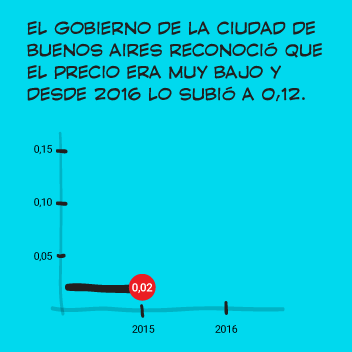 EL GOBIERNO DE LA CIUDAD DE
BUENOS AIRES RECONOCIÓ QUE
EL PRECIO ERA MUY BAJO Y
DESDE 2016 LO SUBIÓ A 0,12.
0,15
0,10
0,05
0,02
2015 2016